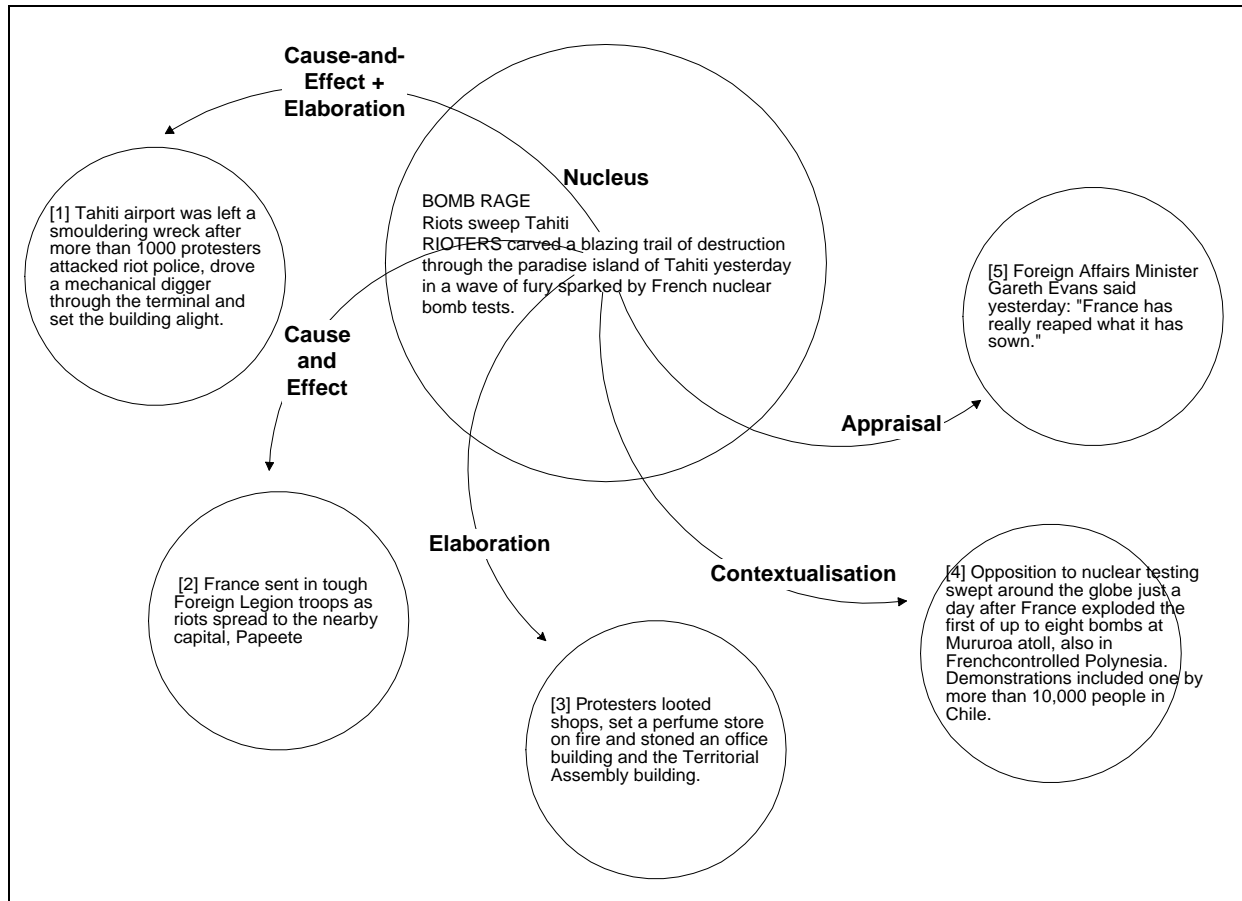 Cause-and-
Effect +
Elaboration
Nucleus
BOMB RAGE
Riots sweep Tahiti
RIOTERS carved a blazing trail of destruction
through the paradise island of Tahiti yesterday
in a wave of fury sparked by French nuclear
bomb tests.
[1] Tahiti airport was left a
smouldering wreck after
more than 1000 protesters
attacked riot police, drove
a mechanical digger
through the terminal and
set the building alight.
[5] Foreign Affairs Minister
Gareth Evans said
yesterday: "France has
really reaped what it has
sown."
Cause
and
Effect
Appraisal
Elaboration
Contextualisation
[2] France sent in tough
Foreign Legion troops as
riots spread to the nearby
capital, Papeete
[4] Opposition to nuclear testing
swept around the globe just a
day after France exploded the
first of up to eight bombs at
Mururoa atoll, also in
Frenchcontrolled Polynesia.
Demonstrations included one by
more than 10,000 people in
Chile.
[3] Protesters looted
shops, set a perfume store
on fire and stoned an office
building and the Territorial
Assembly building.